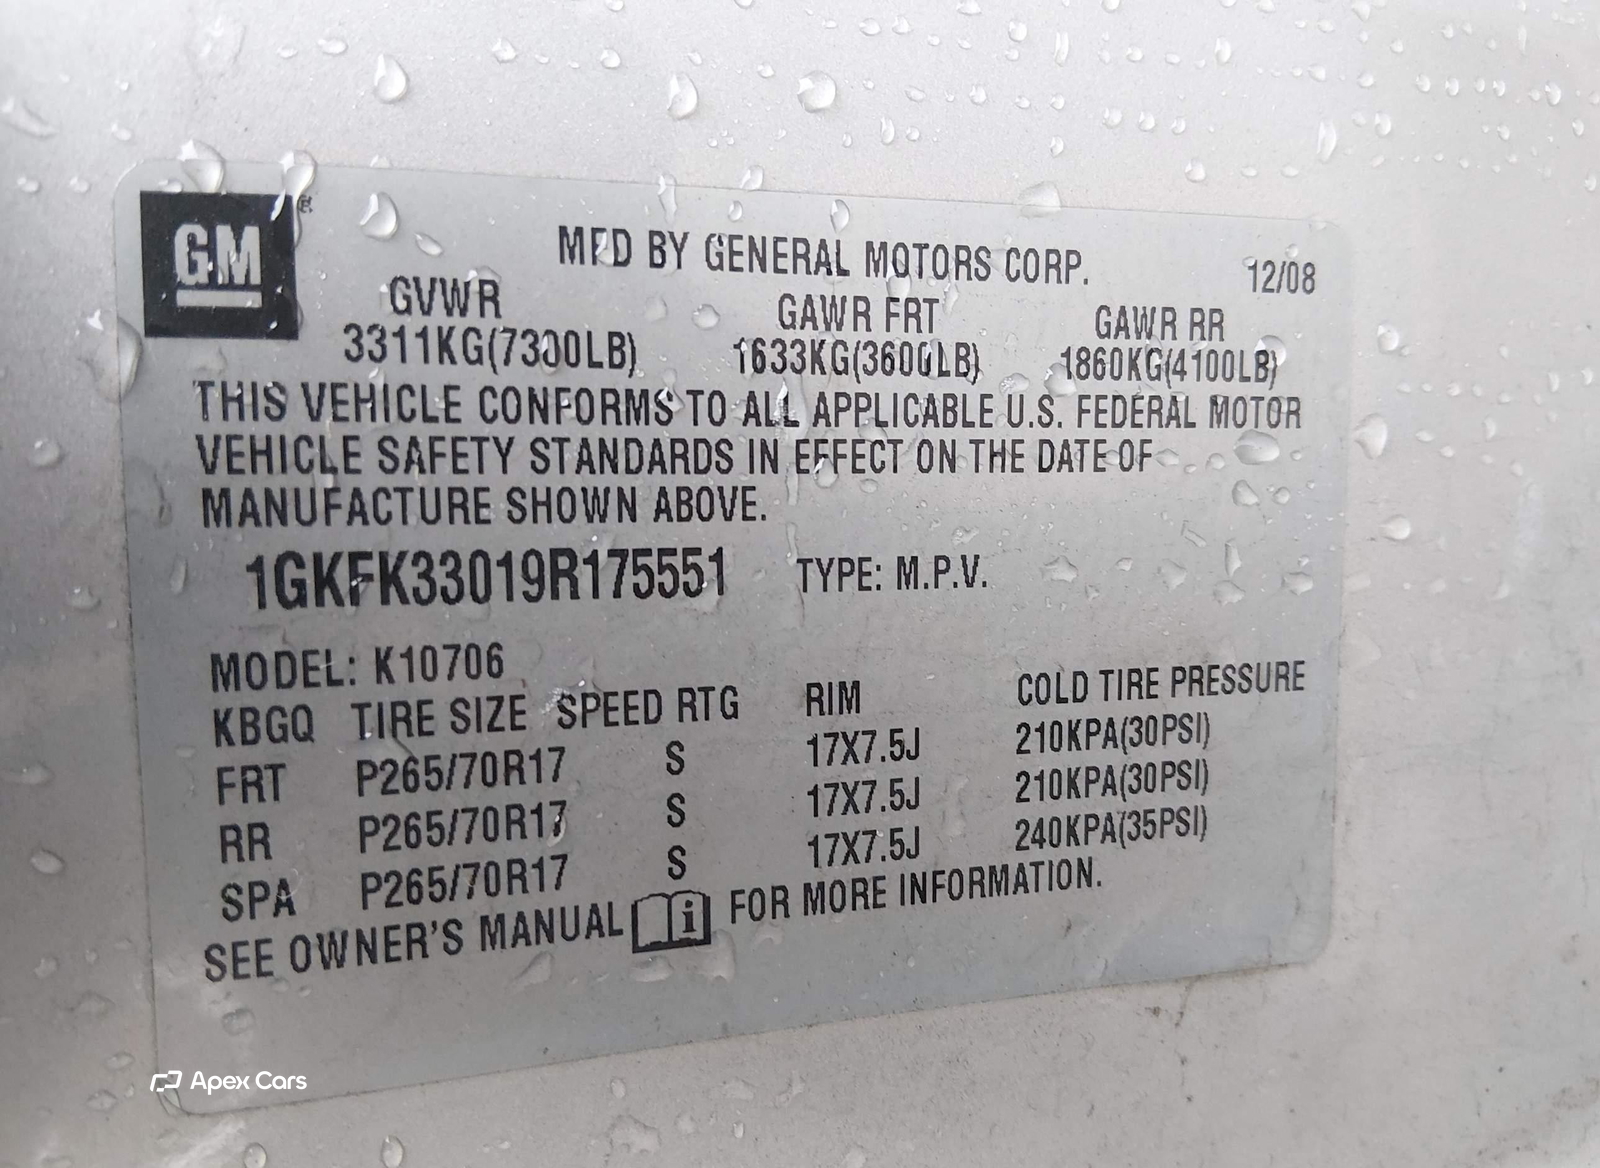 GM
MFD BY GENERAL MOTORS CORP. 12/08
GVWR GAWR FRT GAWR RR
3311KG(7300LB) 1633KG(3600LB) 1860KG(4100LB)
THIS VEHICLE CONFORMS TO ALL APPLICABLE U.S. FEDERAL MOTOR
VEHICLE SAFETY STANDARDS IN EFFECT ON THE DATE OF
MANUFACTURE SHOWN ABOVE.
1GKFK33019R175551 TYPE: M.P.V.
MODEL: K10706
KBGQ TIRE SIZE SPEED RTG RIM COLD TIRE PRESSURE
FRT P265/70R17 S 17X7.5J 210KPA(30PSI)
RR P265/70R17 S 17X7.5J 210KPA(30PSI)
SPA P265/70R17 S 17X7.5J 240KPA(35PSI)
SEE OWNER'S MANUAL i FOR MORE INFORMATION.
Apex Cars